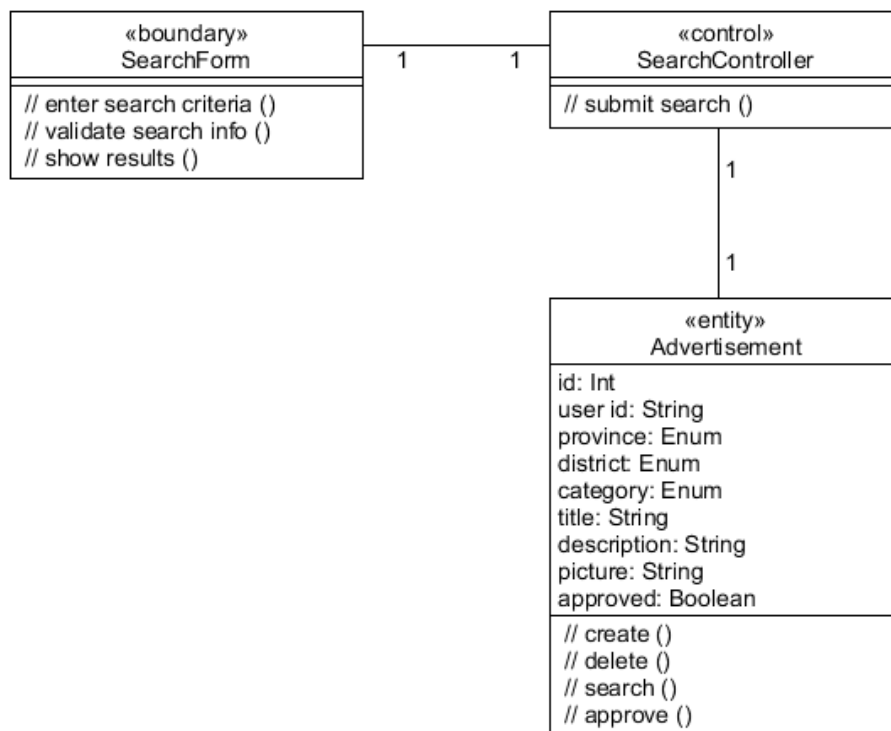 «boundary»
SearchForm
// enter search criteria ()
// validate search info ()
// show results ()
1
1
«control»
SearchController
// submit search ()
1
1
«entity»
Advertisement
id: Int
user id: String
province: Enum
district: Enum
category: Enum
title: String
description: String
picture: String
approved: Boolean
// create ()
// delete ()
// search ()
// approve ()